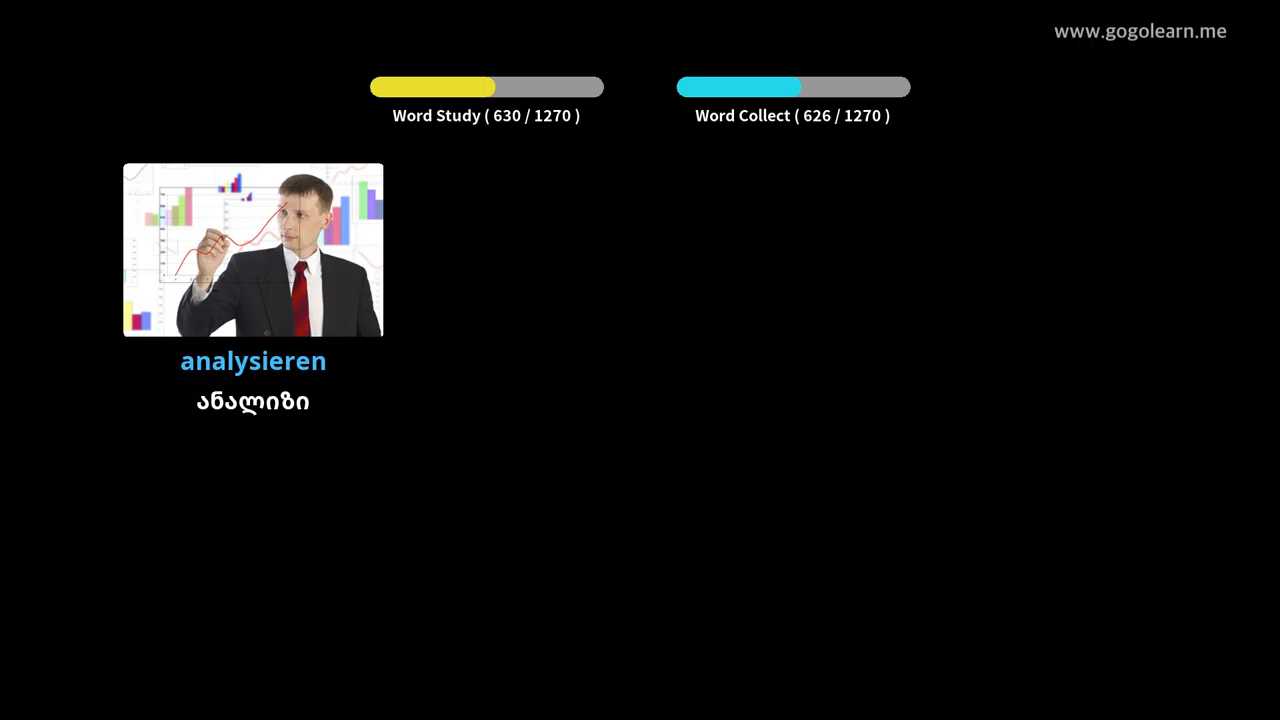 www.gogolearn.me
Word Study ( 630 / 1270 )
Word Collect ( 626 / 1270 )
analysieren
ანალიზი